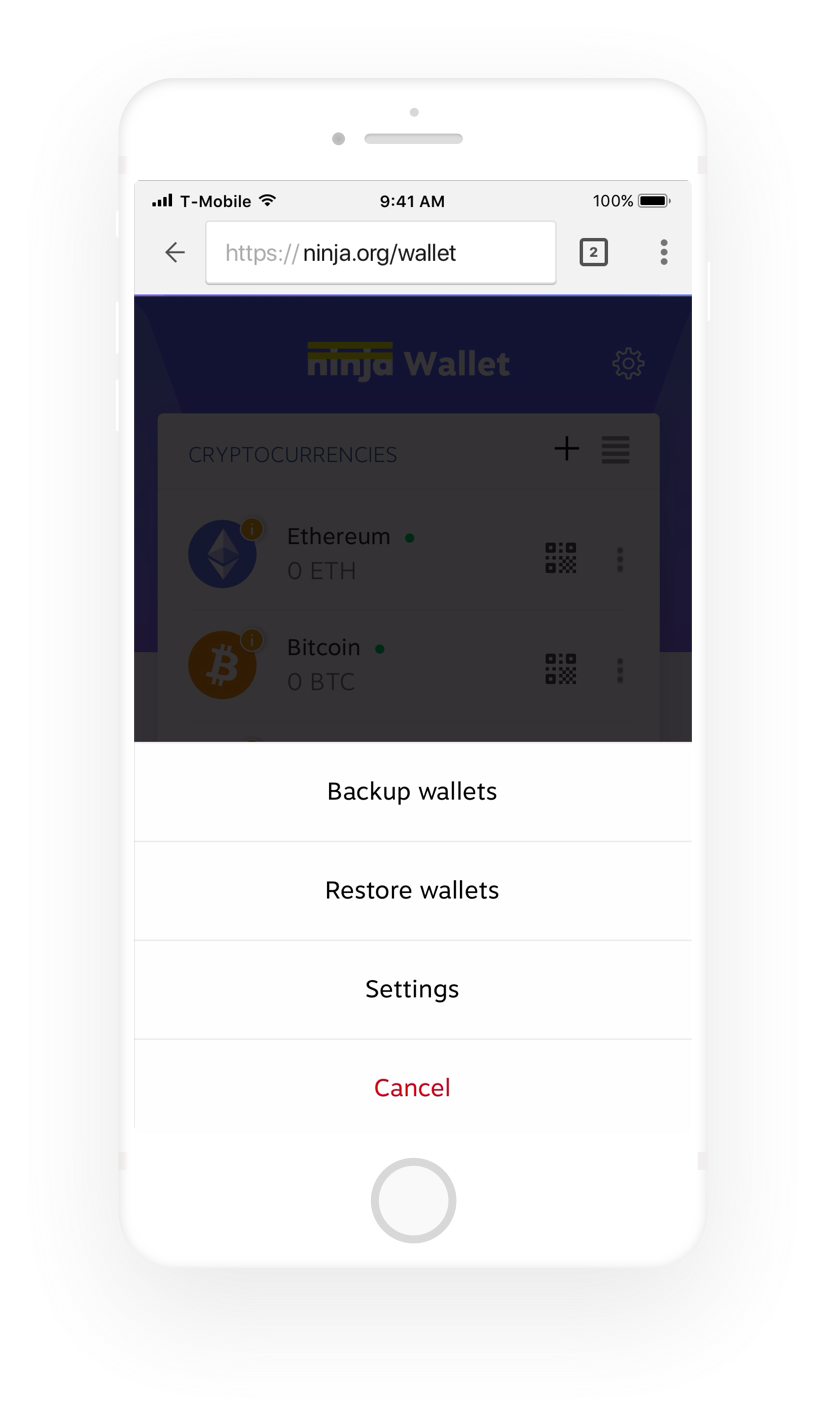 T-Mobile 9:41 AM 100%
https://ninja.org/wallet 2
ninja Wallet
CRYPTOCURRENCIES
Ethereum
0 ETH
Bitcoin
0 BTC
Backup wallets
Restore wallets
Settings
Cancel